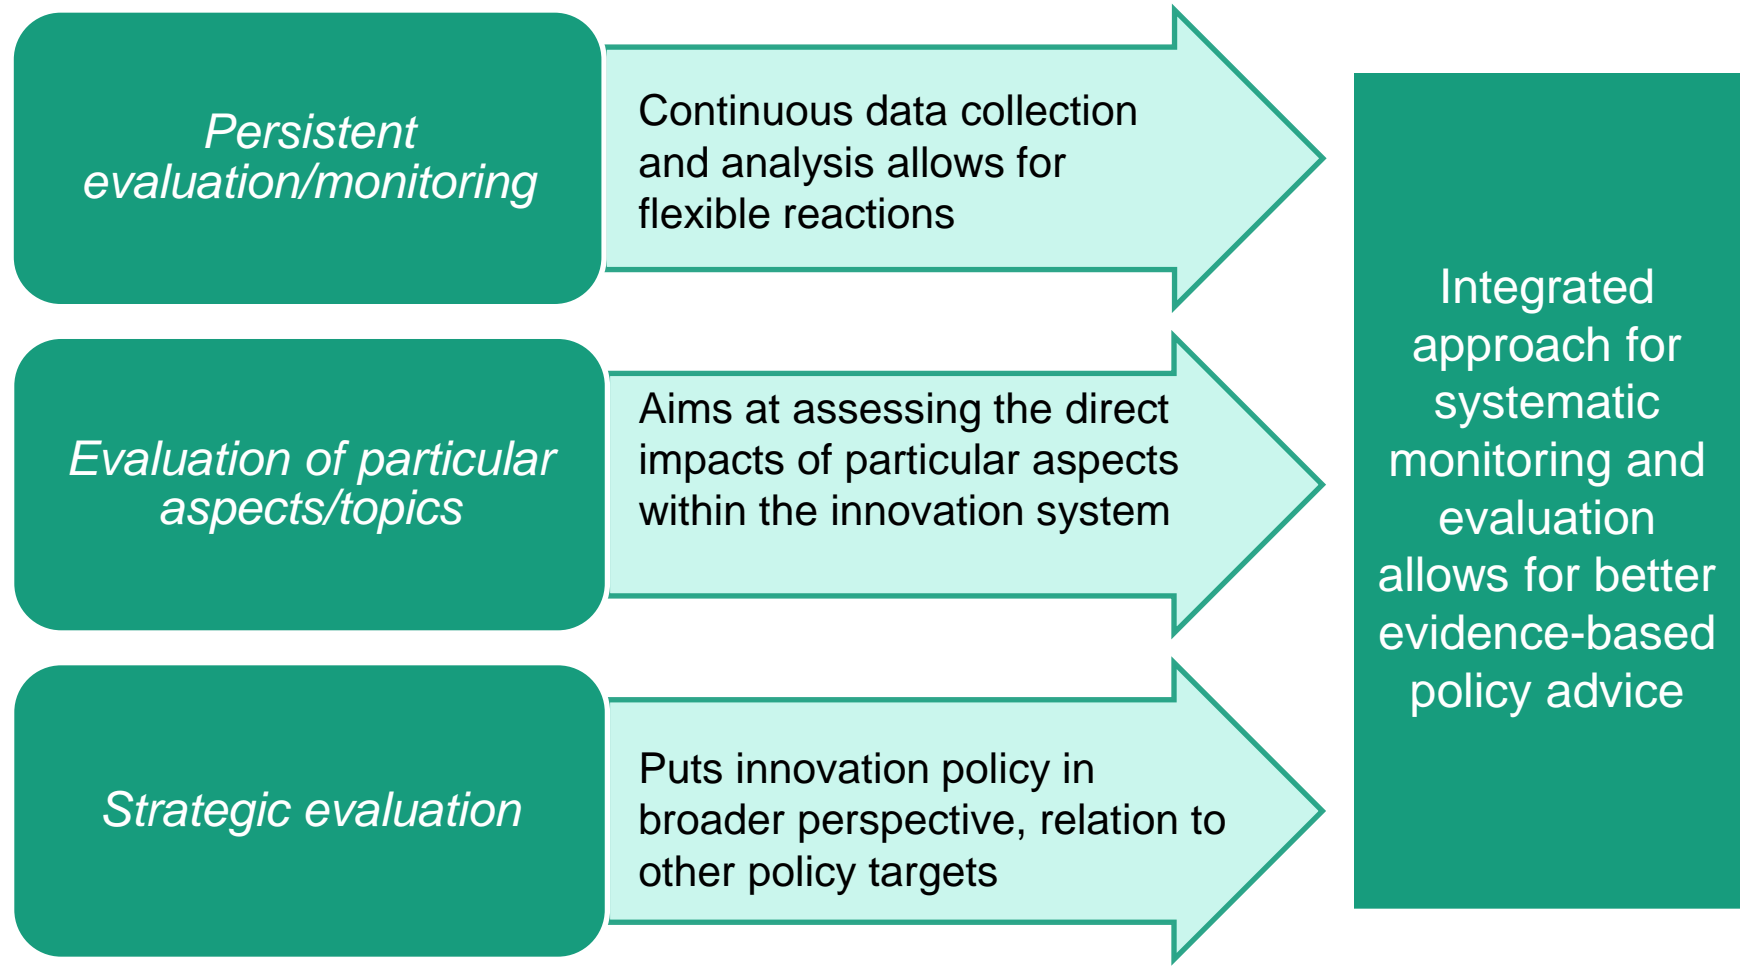 Persistent
evaluation/monitoring
Continuous data collection
and analysis allows for
flexible reactions
Evaluation of particular
aspects/topics
Aims at assessing the direct
impacts of particular aspects
within the innovation system
Strategic evaluation
Puts innovation policy in
broader perspective, relation to
other policy targets
Integrated
approach for
systematic
monitoring and
evaluation
allows for better
evidence-based
policy advice